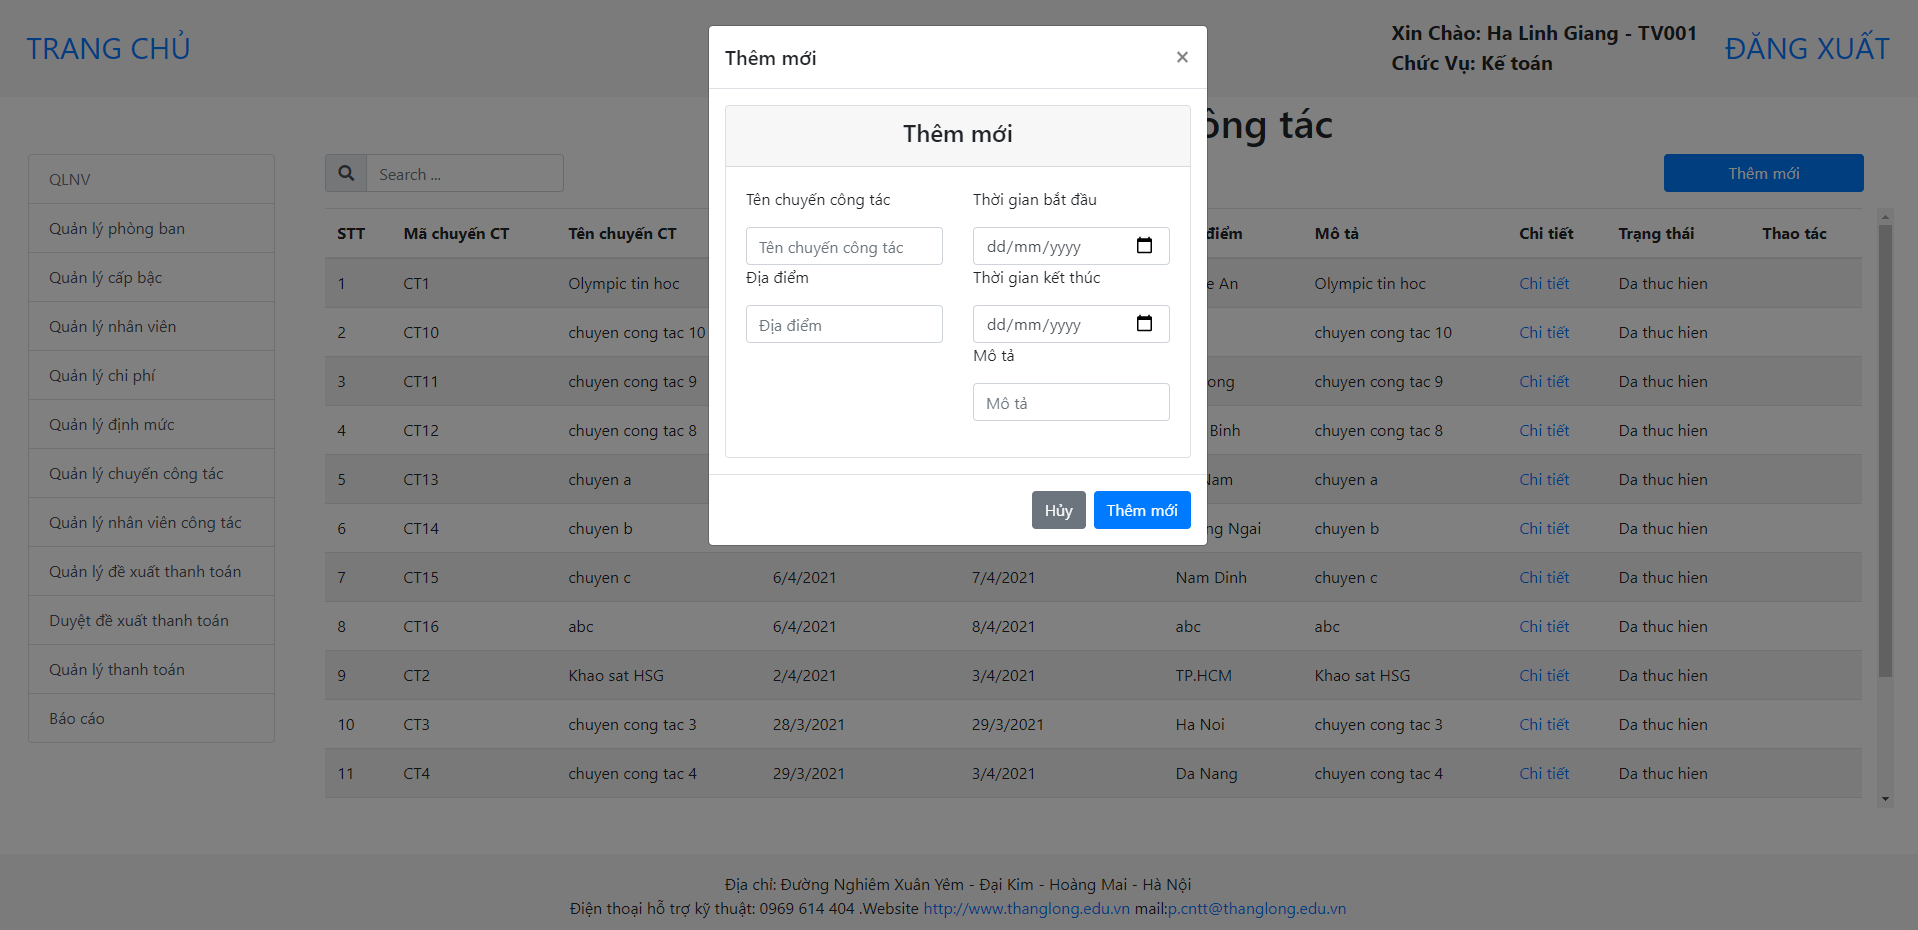 TRANG CHỦ
Xin Chào: Ha Linh Giang - TV001
Chức Vụ: Kế toán
ĐĂNG XUẤT
Thêm mới ×
Thêm mới
Tên chuyến công tác
Tên chuyến công tác
Địa điểm
Địa điểm
Thời gian bắt đầu
dd/mm/yyyy
Thời gian kết thúc
dd/mm/yyyy
Mô tả
Mô tả
Hủy
Thêm mới
ông tác
QLNV
Quản lý phòng ban
Quản lý cấp bậc
Quản lý nhân viên
Quản lý chi phí
Quản lý định mức
Quản lý chuyến công tác
Quản lý nhân viên công tác
Quản lý đề xuất thanh toán
Duyệt đề xuất thanh toán
Quản lý thanh toán
Báo cáo
Search ...
Thêm mới
STT Mã chuyến CT Tên chuyến CT điểm Mô tả Chi tiết Trạng thái Thao tác
1 CT1 Olympic tin hoc e An Olympic tin hoc Chi tiết Da thuc hien
2 CT10 chuyen cong tac 10 chuyen cong tac 10 Chi tiết Da thuc hien
3 CT11 chuyen cong tac 9 ong chuyen cong tac 9 Chi tiết Da thuc hien
4 CT12 chuyen cong tac 8 Binh chuyen cong tac 8 Chi tiết Da thuc hien
5 CT13 chuyen a Nam chuyen a Chi tiết Da thuc hien
6 CT14 chuyen b ng Ngai chuyen b Chi tiết Da thuc hien
7 CT15 chuyen c 6/4/2021 7/4/2021 Nam Dinh chuyen c Chi tiết Da thuc hien
8 CT16 abc 6/4/2021 8/4/2021 abc abc Chi tiết Da thuc hien
9 CT2 Khao sat HSG 2/4/2021 3/4/2021 TP.HCM Khao sat HSG Chi tiết Da thuc hien
10 CT3 chuyen cong tac 3 28/3/2021 29/3/2021 Ha Noi chuyen cong tac 3 Chi tiết Da thuc hien
11 CT4 chuyen cong tac 4 29/3/2021 3/4/2021 Da Nang chuyen cong tac 4 Chi tiết Da thuc hien
Địa chỉ: Đường Nghiêm Xuân Yêm - Đại Kim - Hoàng Mai - Hà Nội
Điện thoại hỗ trợ kỹ thuật: 0969 614 404 .Website http://www.thanglong.edu.vn mail:p.cntt@thanglong.edu.vn